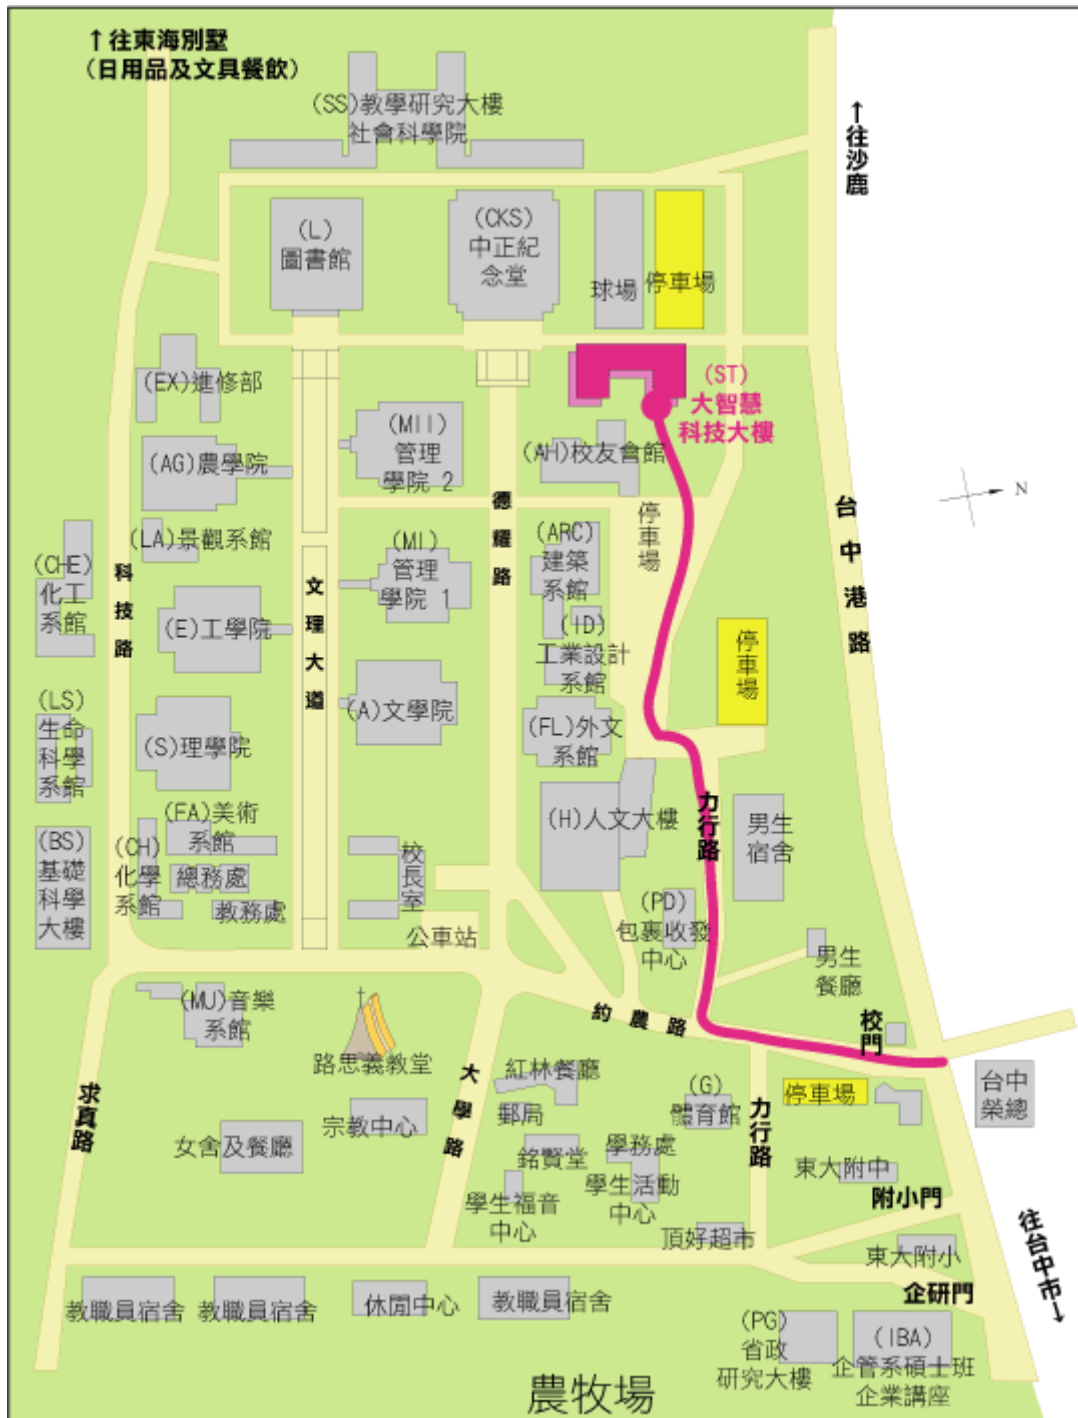 ↑往東海別墅
(日用品及文具餐飲)
(SS)教學研究大樓
社會科學院
↑往沙鹿
(L)
圖書館
(CKS)
中正紀
念堂
球場
停車場
(ST)
大智慧
科技大樓
(EX)進修部
(MII)
管理
學院 2
(AH)校友會館
(AG)農學院
德耀路
停車場
N
台中港路
(LA)景觀系館
(CHE)
化工
系館
科技路
文理大道
(MI)
管理
學院 1
(ARC)
建築
系館
(E)工學院
(ID)
工業設計
系館
停車場
(LS)
生命
科學
系館
(S)理學院
(A)文學院
(FL)外文
系館
(FA)美術
系館
(H)人文大樓
力行路
男生
宿舍
(BS)
基礎
科學
大樓
(CH)
化學
系館
總務處
教務處
校長室
公車站
(PD)
包裹收發
中心
男生
餐廳
(MU)音樂
系館
約農路
校門
路思義教堂
求真路
大學路
紅林餐廳
郵局
(G)
體育館
停車場
台中
榮總
女舍及餐廳
宗教中心
銘賢堂
學務處
學生活動
中心
力行路
東大附中
學生福音
中心
附小門
頂好超市
東大附小
往台中市↓
教職員宿舍
教職員宿舍
休閒中心
教職員宿舍
企研門
(PG)
省政
研究大樓
(IBA)
企管系碩士班
企業講座
農牧場